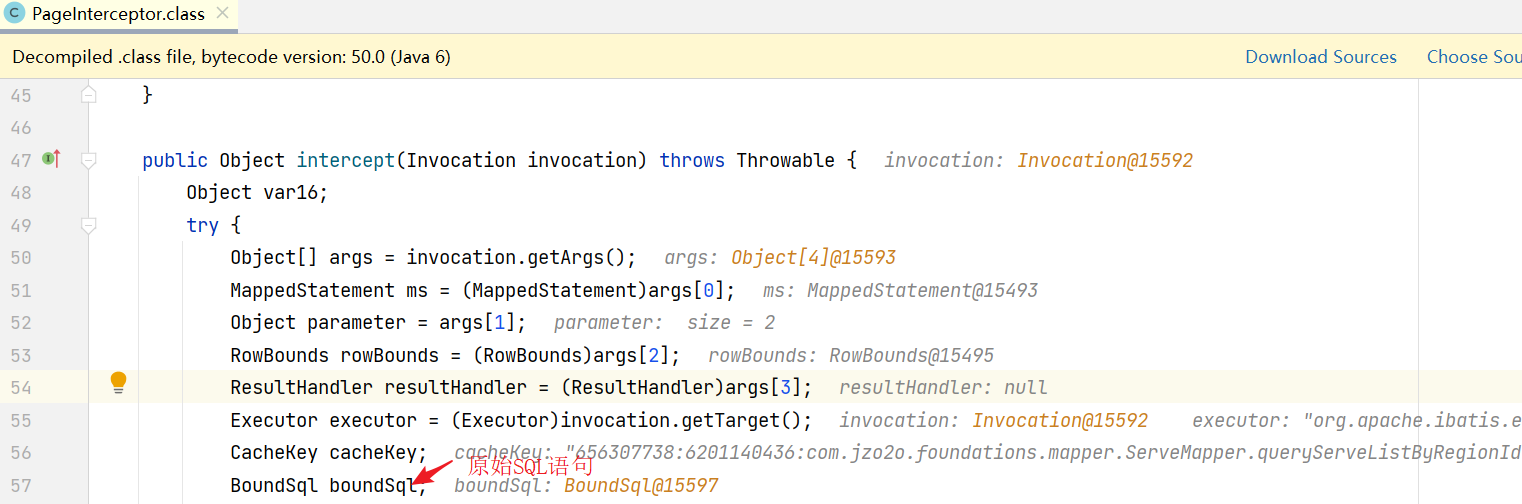 C PageInterceptor.class
Decompiled .class file, bytecode version: 50.0 (Java 6) Download Sources Choose Sou
45 }
46
47 public Object intercept(Invocation invocation) throws Throwable { invocation: Invocation@15592
48 Object var16;
49 try {
50 Object[] args = invocation.getArgs(); args: Object[4]@15593
51 MappedStatement ms = (MappedStatement)args[0]; ms: MappedStatement@15493
52 Object parameter = args[1]; parameter: size = 2
53 RowBounds rowBounds = (RowBounds)args[2]; rowBounds: RowBounds@15495
54 ResultHandler resultHandler = (ResultHandler)args[3]; resultHandler: null
55 Executor executor = (Executor)invocation.getTarget(); invocation: Invocation@15592 executor: "org.apache.ibatis.e
56 CacheKey cacheKey; cacheKey: "656307738:6201140436:com.jzo2o.foundations.mapper.ServeMapper.queryServeListByRegionId
原始SQL语句
57 BoundSql boundSql; boundSql: BoundSql@15597